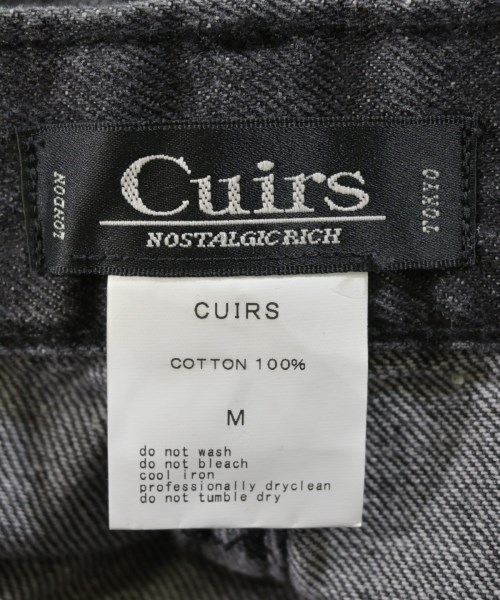 LONDON
Cuirs
NOSTALGIC RICH
TOKYO
CUIRS
COTTON 100%
M
do not wash
do not bleach
cool iron
professionally dryclean
do not tumble dry